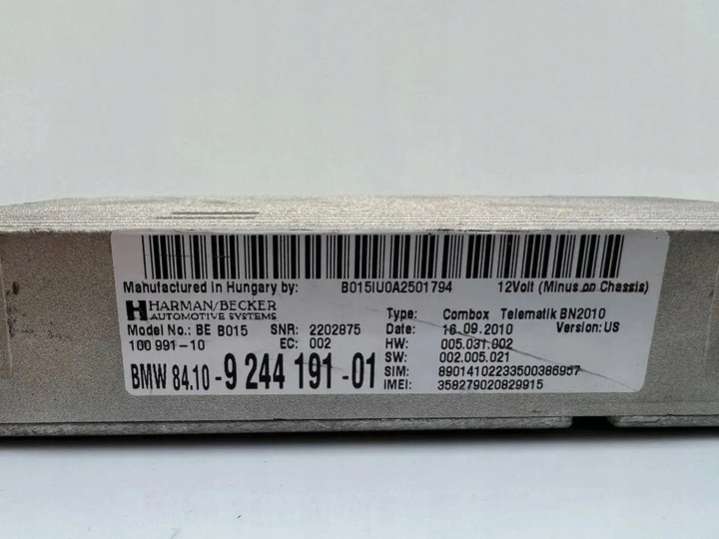 Manufactured in Hungary by: B015IU0A2501794 12Volt (Minus on Chassis)
HARMAN/BECKER
AUTOMOTIVE SYSTEMS
Type: Combox Telematik BN2010
Model No.: BE B015 SNR: 2202875 Date: 16.09.2010 Version: US
100 991-10 EC: 002 HW: 005.031.002
SW: 002.005.021
BMW 84.10 -9 244 191 -01 SIM: 89014102233500386957
IMEI: 358279020829915